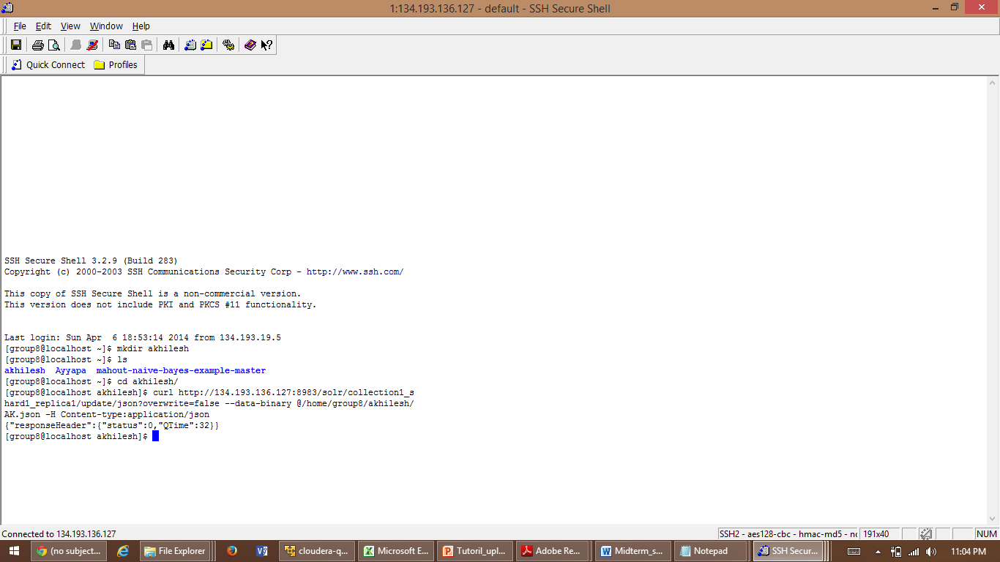 1:134.193.136.127 - default - SSH Secure Shell
File Edit View Window Help
Quick Connect Profiles
SSH Secure Shell 3.2.9 (Build 283)
Copyright (c) 2000-2003 SSH Communications Security Corp - http://www.ssh.com/
This copy of SSH Secure Shell is a non-commercial version.
This version does not include PKI and PKCS #11 functionality.
Last login: Sun Apr  6 18:53:14 2014 from 134.193.19.5
[group8@localhost ~]$ mkdir akhilesh
[group8@localhost ~]$ ls
akhilesh  Ayyapa  mahout-naive-bayes-example-master
[group8@localhost ~]$ cd akhilesh/
[group8@localhost akhilesh]$ curl http://134.193.136.127:8983/solr/collection1_s
hard1_replica1/update/json?overwrite=false --data-binary @/home/group8/akhilesh/
AK.json -H Content-type:application/json
{"responseHeader":{"status":0,"QTime":32}}
[group8@localhost akhilesh]$
Connected to 134.193.136.127 SSH2 - aes128-cbc - hmac-md5 - nc 191x40 NUM
(no subject... File Explorer cloudera-q... Microsoft E... Tutoril_upl... Adobe Re... Midterm_s... Notepad SSH Secur... 11:04 PM